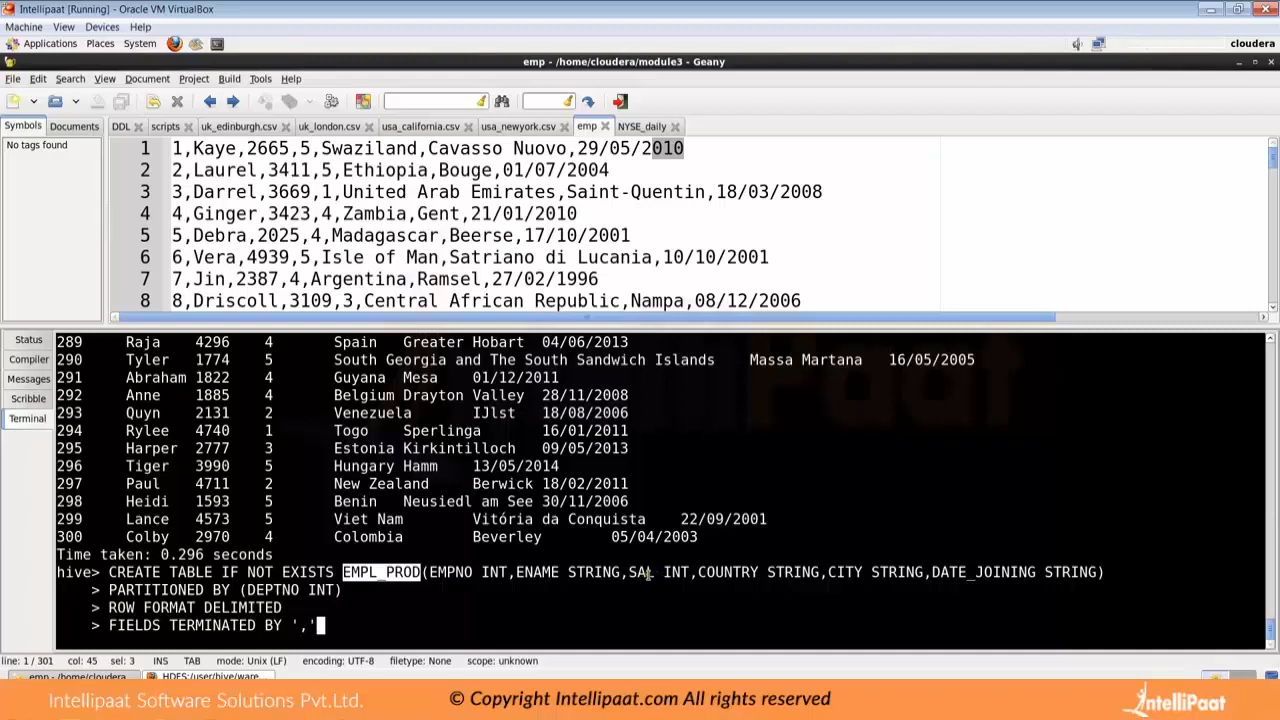 Intellipaat [Running] - Oracle VM VirtualBox
Machine View Devices Help
Applications Places System
cloudera
emp - /home/cloudera/module3 - Geany
File Edit Search View Document Project Build Tools Help
Symbols Documents DDL scripts uk_edinburgh.csv uk_london.csv usa_california.csv usa_newyork.csv emp NYSE_daily
No tags found
1 1,Kaye,2665,5,Swaziland,Cavasso Nuovo,29/05/2010
2 2,Laurel,3411,5,Ethiopia,Bouge,01/07/2004
3 3,Darrel,3669,1,United Arab Emirates,Saint-Quentin,18/03/2008
4 4,Ginger,3423,4,Zambia,Gent,21/01/2010
5 5,Debra,2025,4,Madagascar,Beerse,17/10/2001
6 6,Vera,4939,5,Isle of Man,Satriano di Lucania,10/10/2001
7 7,Jin,2387,4,Argentina,Ramsel,27/02/1996
8 8,Driscoll,3109,3,Central African Republic,Nampa,08/12/2006
Status
Compiler
Messages
Scribble
Terminal
289 Raja 4296 4 Spain Greater Hobart 04/06/2013
290 Tyler 1774 5 South Georgia and The South Sandwich Islands Massa Martana 16/05/2005
291 Abraham 1822 4 Guyana Mesa 01/12/2011
292 Anne 1885 4 Belgium Drayton Valley 28/11/2008
293 Quyn 2131 2 Venezuela IJlst 18/08/2006
294 Rylee 4740 1 Togo Sperlinga 16/01/2011
295 Harper 2777 3 Estonia Kirkintilloch 09/05/2013
296 Tiger 3990 5 Hungary Hamm 13/05/2014
297 Paul 4711 2 New Zealand Berwick 18/02/2011
298 Heidi 1593 5 Benin Neusiedl am See 30/11/2006
299 Lance 4573 5 Viet Nam Vitória da Conquista 22/09/2001
300 Colby 2970 4 Colombia Beverley 05/04/2003
Time taken: 0.296 seconds
hive> CREATE TABLE IF NOT EXISTS EMPL_PROD(EMPNO INT,ENAME STRING,SAL INT,COUNTRY STRING,CITY STRING,DATE_JOINING STRING)
> PARTITIONED BY (DEPTNO INT)
> ROW FORMAT DELIMITED
> FIELDS TERMINATED BY ','
line: 1 / 301 col: 45 sel: 3 INS TAB mode: Unix (LF) encoding: UTF-8 filetype: None scope: unknown
emp - /home/cloudera/... HDFS:/user/hive/ware...
Intellipaat Software Solutions Pvt.Ltd. © Copyright Intellipaat.com All rights reserved IntelliPaat